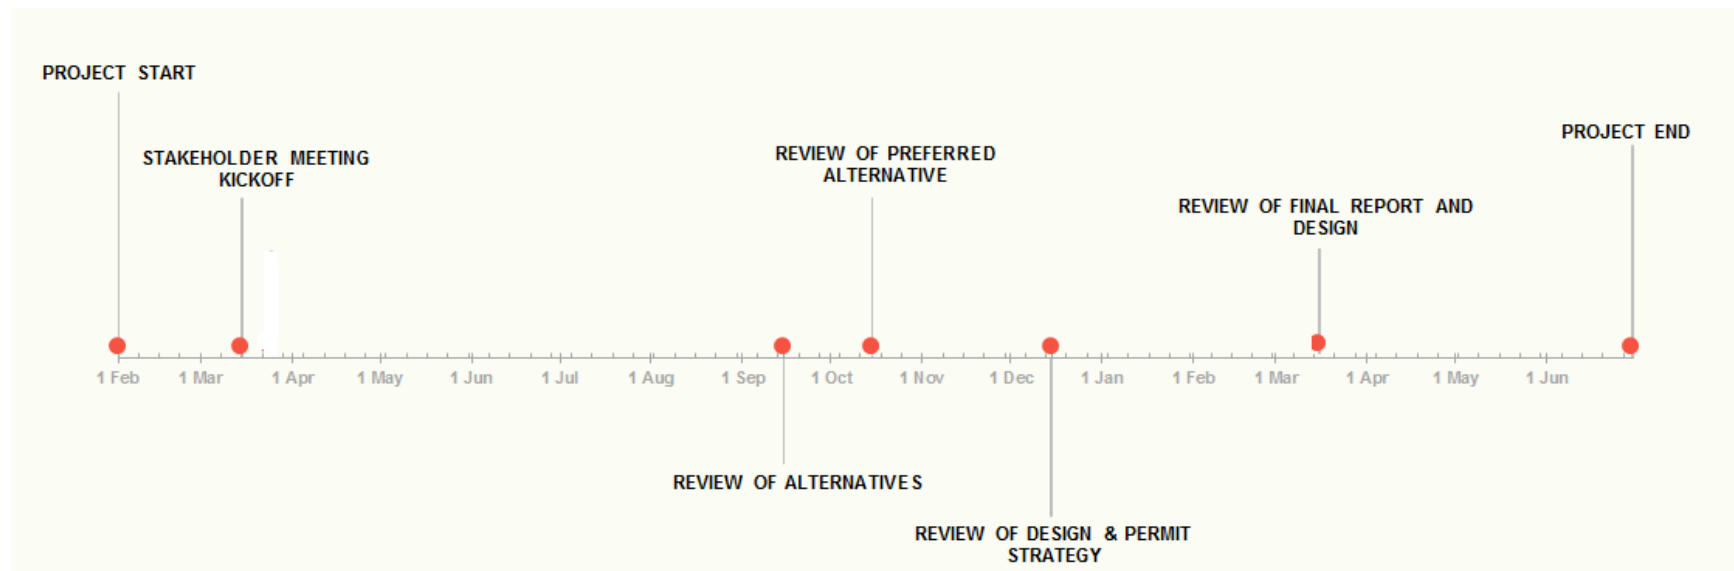 PROJECT START
STAKEHOLDER MEETING
KICKOFF
REVIEW OF PREFERRED
ALTERNATIVE
REVIEW OF FINAL REPORT AND
DESIGN
PROJECT END
1 Feb 1 Mar 1 Apr 1 May 1 Jun 1 Jul 1 Aug 1 Sep 1 Oct 1 Nov 1 Dec 1 Jan 1 Feb 1 Mar 1 Apr 1 May 1 Jun
REVIEW OF ALTERNATIVES
REVIEW OF DESIGN & PERMIT
STRATEGY